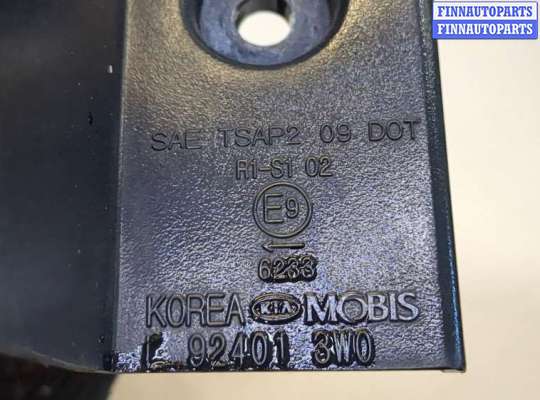 FINNAUTOPARTS
FINNAUTOPARTS
SAE TSAP2 09 DOT
R1-S1 02
E9
6233
KOREA KIA MOBIS
L 92401 3W0